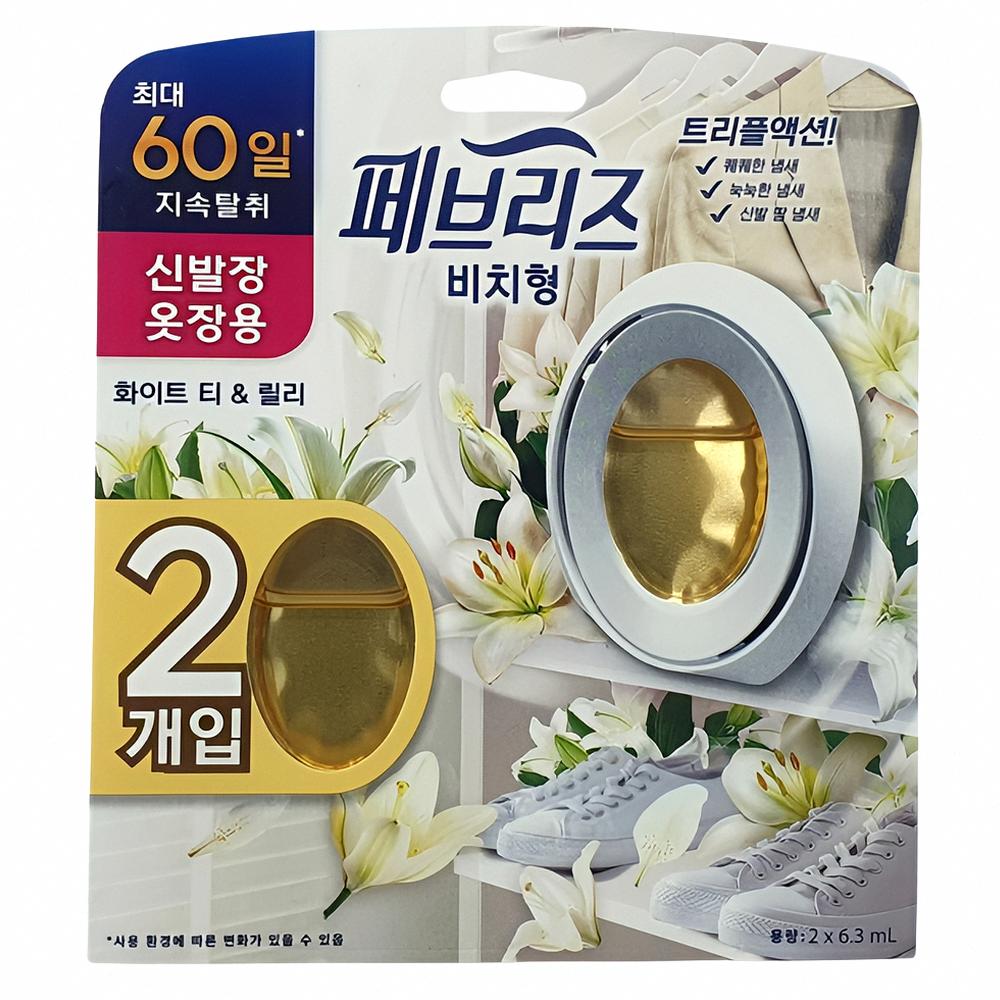 최대
60일*
지속탈취
신발장
옷장용
화이트 티 & 릴리
페브리즈
비치형
트리플액션!
퀘퀘한 냄새
눅눅한 냄새
신발 땀 냄새
2
개입
*사용 환경에 따른 변화가 있을 수 있음
용량:2 x 6.3 mL